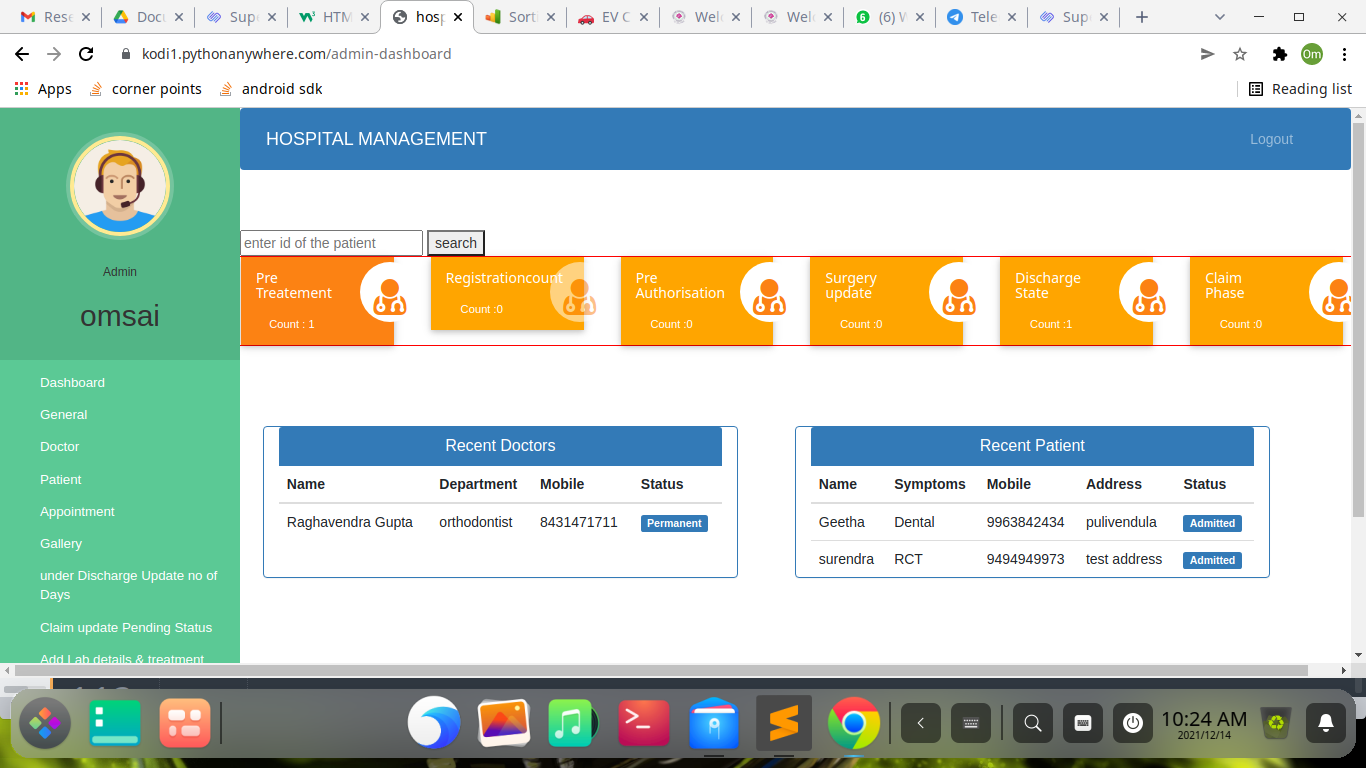 Rese
Docu
Supe
HTM
hosp
Sorti
EV C
Welc
Welc
(6) W
Tele
Supe
kodi1.pythonanywhere.com/admin-dashboard
Om
Apps
corner points
android sdk
Reading list
HOSPITAL MANAGEMENT
Logout
Admin
omsai
enter id of the patient
search
Pre
Treatement
Count : 1
Registrationcount
Count :0
Pre
Authorisation
Count :0
Surgery
update
Count :0
Discharge
State
Count :1
Claim
Phase
Count :0
Dashboard
General
Doctor
Patient
Appointment
Gallery
under Discharge Update no of
Days
Claim update Pending Status
Add Lab details & treatment
Recent Doctors
Name Department Mobile Status
Raghavendra Gupta orthodontist 8431471711 Permanent
Recent Patient
Name Symptoms Mobile Address Status
Geetha Dental 9963842434 pulivendula Admitted
surendra RCT 9494949973 test address Admitted
10:24 AM
2021/12/14